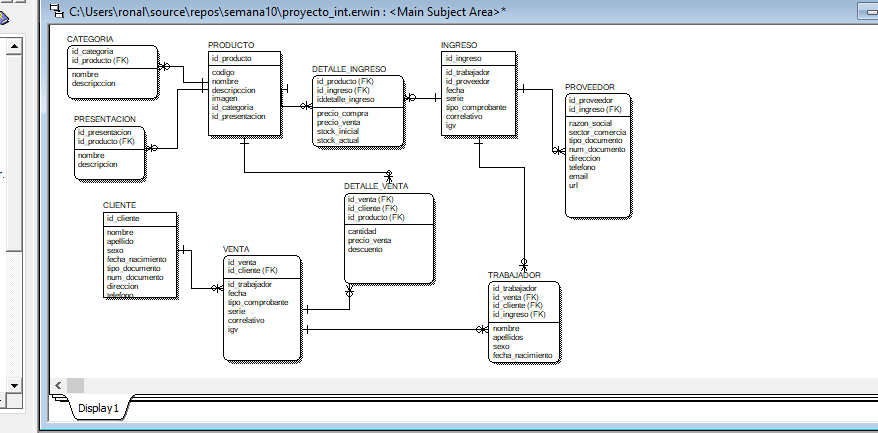 C:\Users\ronal\source\repos\semana10\proyecto_int.erwin : <Main Subject Area>*
CATEGORIA
id_categoria
id_producto (FK)
nombre
descripccion
PRESENTACION
id_presentacion
id_producto (FK)
nombre
descripcion
PRODUCTO
id_producto
codigo
nombre
descripccion
imagen
id_categoria
id_presentacion
DETALLE_INGRESO
id_producto (FK)
id_ingreso (FK)
iddetalle_ingreso
precio_compra
precio_venta
stock_inicial
stock_actual
INGRESO
id_ingreso
id_trabajador
id_proveedor
fecha
serie
tipo_comprobante
correlativo
igv
PROVEEDOR
id_proveedor
id_ingreso (FK)
razon_social
sector_comercia
tipo_documento
num_documento
direccion
telefono
email
url
CLIENTE
id_cliente
nombre
apellido
sexo
fecha_nacimiento
tipo_documento
num_documento
direccion
telefono
VENTA
id_venta
id_cliente (FK)
id_trabajador
fecha
tipo_comprobante
serie
correlativo
igv
DETALLE_VENTA
id_venta (FK)
id_cliente (FK)
id_producto (FK)
cantidad
precio_venta
descuento
TRABAJADOR
id_trabajador
id_venta (FK)
id_cliente (FK)
id_ingreso (FK)
nombre
apellidos
sexo
fecha_nacimiento
Display1